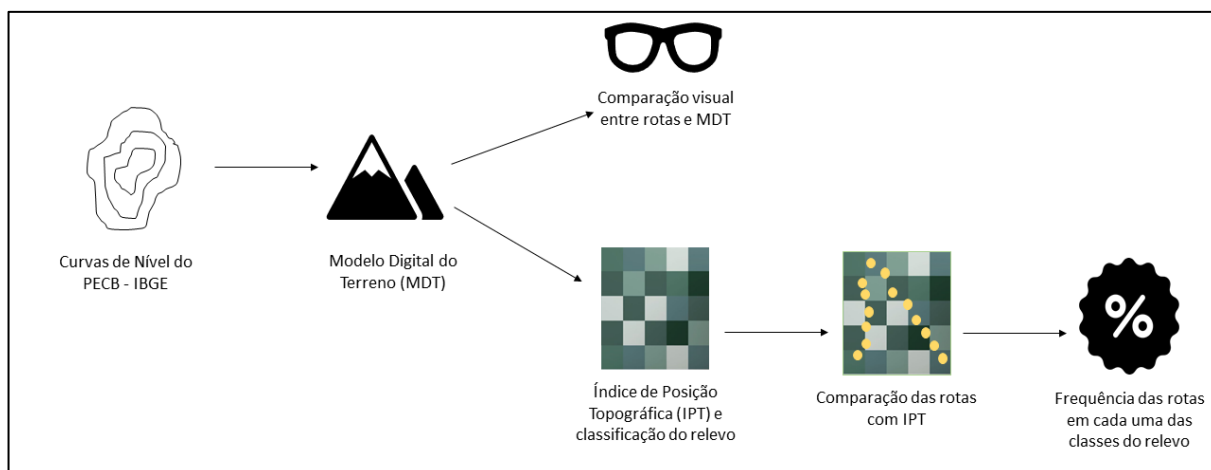 Comparação visual
entre rotas e MDT
Curvas de Nível do
PECB - IBGE
Modelo Digital do
Terreno (MDT)
Índice de Posição
Topográfica (IPT) e
classificação do relevo
Comparação das rotas
com IPT
%
Frequência das rotas
em cada uma das
classes do relevo